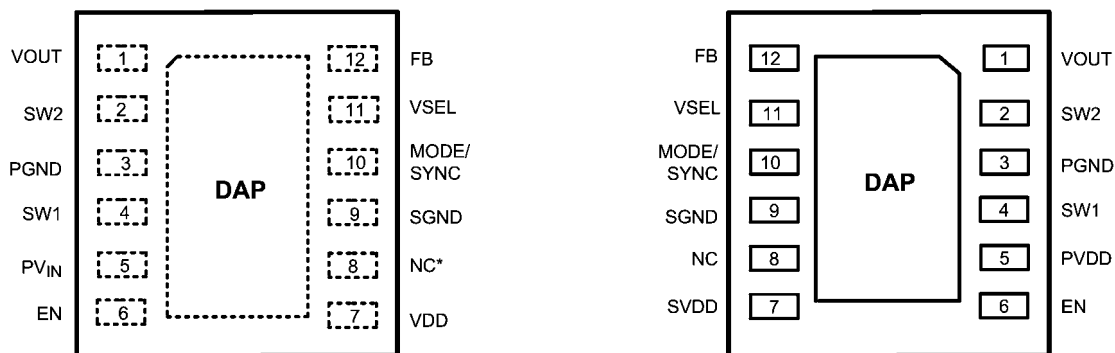 VOUT 1 12 FB
SW2 2 11 VSEL
PGND 3 10 MODE/
SYNC
DAP
SW1 4 9 SGND
PVIN 5 8 NC*
EN 6 7 VDD
FB 12 1 VOUT
VSEL 11 2 SW2
MODE/
SYNC 10 3 PGND
DAP
SGND 9 4 SW1
NC 8 5 PVDD
SVDD 7 6 EN